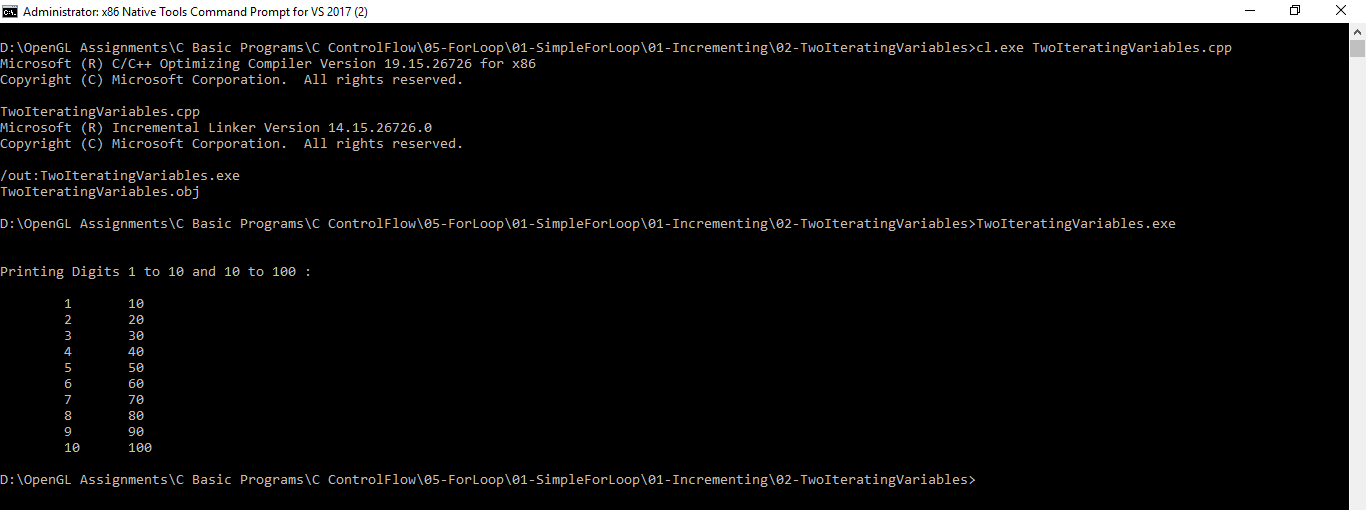 Administrator: x86 Native Tools Command Prompt for VS 2017 (2)
D:\OpenGL Assignments\C Basic Programs\C ControlFlow\05-ForLoop\01-SimpleForLoop\01-Incrementing\02-TwoIteratingVariables>cl.exe TwoIteratingVariables.cpp
Microsoft (R) C/C++ Optimizing Compiler Version 19.15.26726 for x86
Copyright (C) Microsoft Corporation.  All rights reserved.
TwoIteratingVariables.cpp
Microsoft (R) Incremental Linker Version 14.15.26726.0
Copyright (C) Microsoft Corporation.  All rights reserved.
/out:TwoIteratingVariables.exe
TwoIteratingVariables.obj
D:\OpenGL Assignments\C Basic Programs\C ControlFlow\05-ForLoop\01-SimpleForLoop\01-Incrementing\02-TwoIteratingVariables>TwoIteratingVariables.exe
Printing Digits 1 to 10 and 10 to 100 :
1 10
2 20
3 30
4 40
5 50
6 60
7 70
8 80
9 90
10 100
D:\OpenGL Assignments\C Basic Programs\C ControlFlow\05-ForLoop\01-SimpleForLoop\01-Incrementing\02-TwoIteratingVariables>